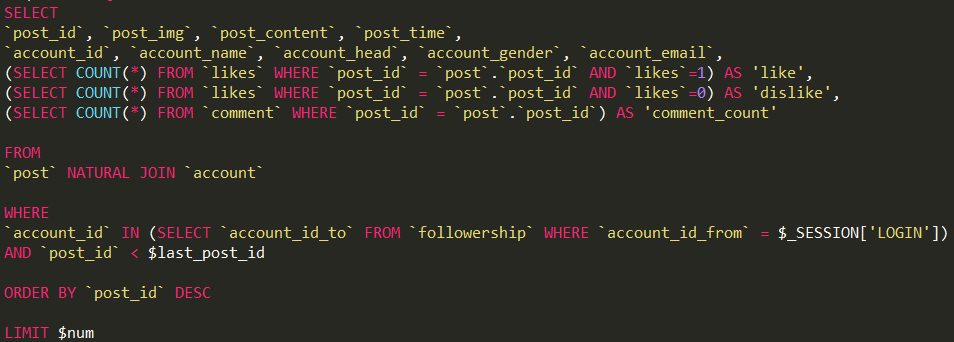 SELECT
`post_id`, `post_img`, `post_content`, `post_time`,
`account_id`, `account_name`, `account_head`, `account_gender`, `account_email`,
(SELECT COUNT(*) FROM `likes` WHERE `post_id` = `post`.`post_id` AND `likes`=1) AS 'like',
(SELECT COUNT(*) FROM `likes` WHERE `post_id` = `post`.`post_id` AND `likes`=0) AS 'dislike',
(SELECT COUNT(*) FROM `comment` WHERE `post_id` = `post`.`post_id`) AS 'comment_count'
FROM
`post` NATURAL JOIN `account`
WHERE
`account_id` IN (SELECT `account_id_to` FROM `followership` WHERE `account_id_from` = $_SESSION['LOGIN'])
AND `post_id` < $last_post_id
ORDER BY `post_id` DESC
LIMIT $num